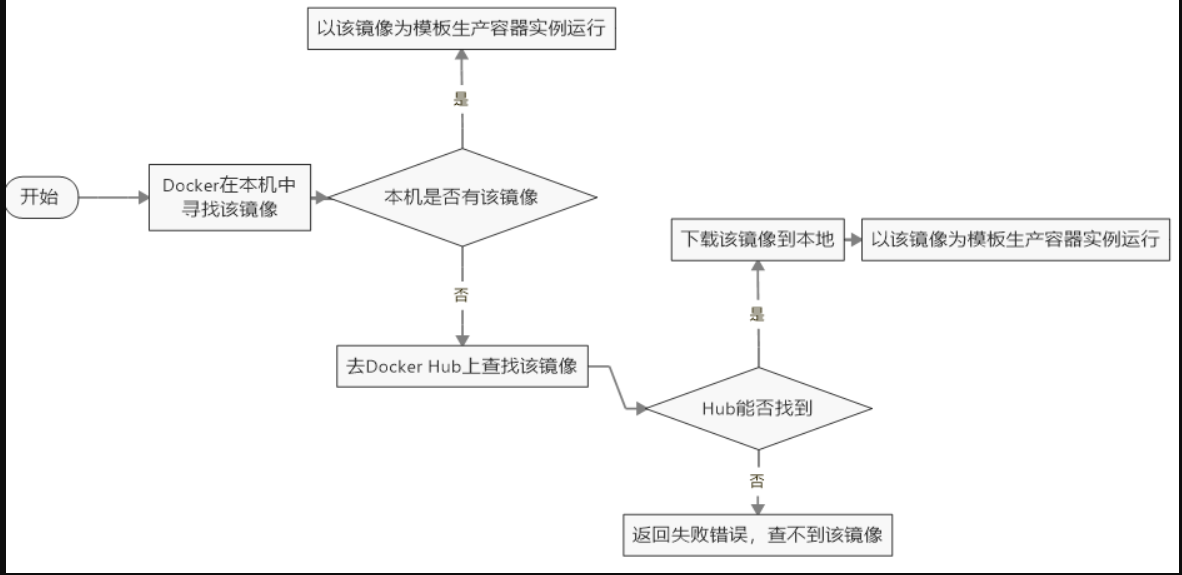 以该镜像为模板生产容器实例运行
是
开始
Docker在本机中
寻找该镜像
本机是否有该镜像
否
下载该镜像到本地
以该镜像为模板生产容器实例运行
是
去Docker Hub上查找该镜像
Hub能否找到
否
返回失败错误，查不到该镜像